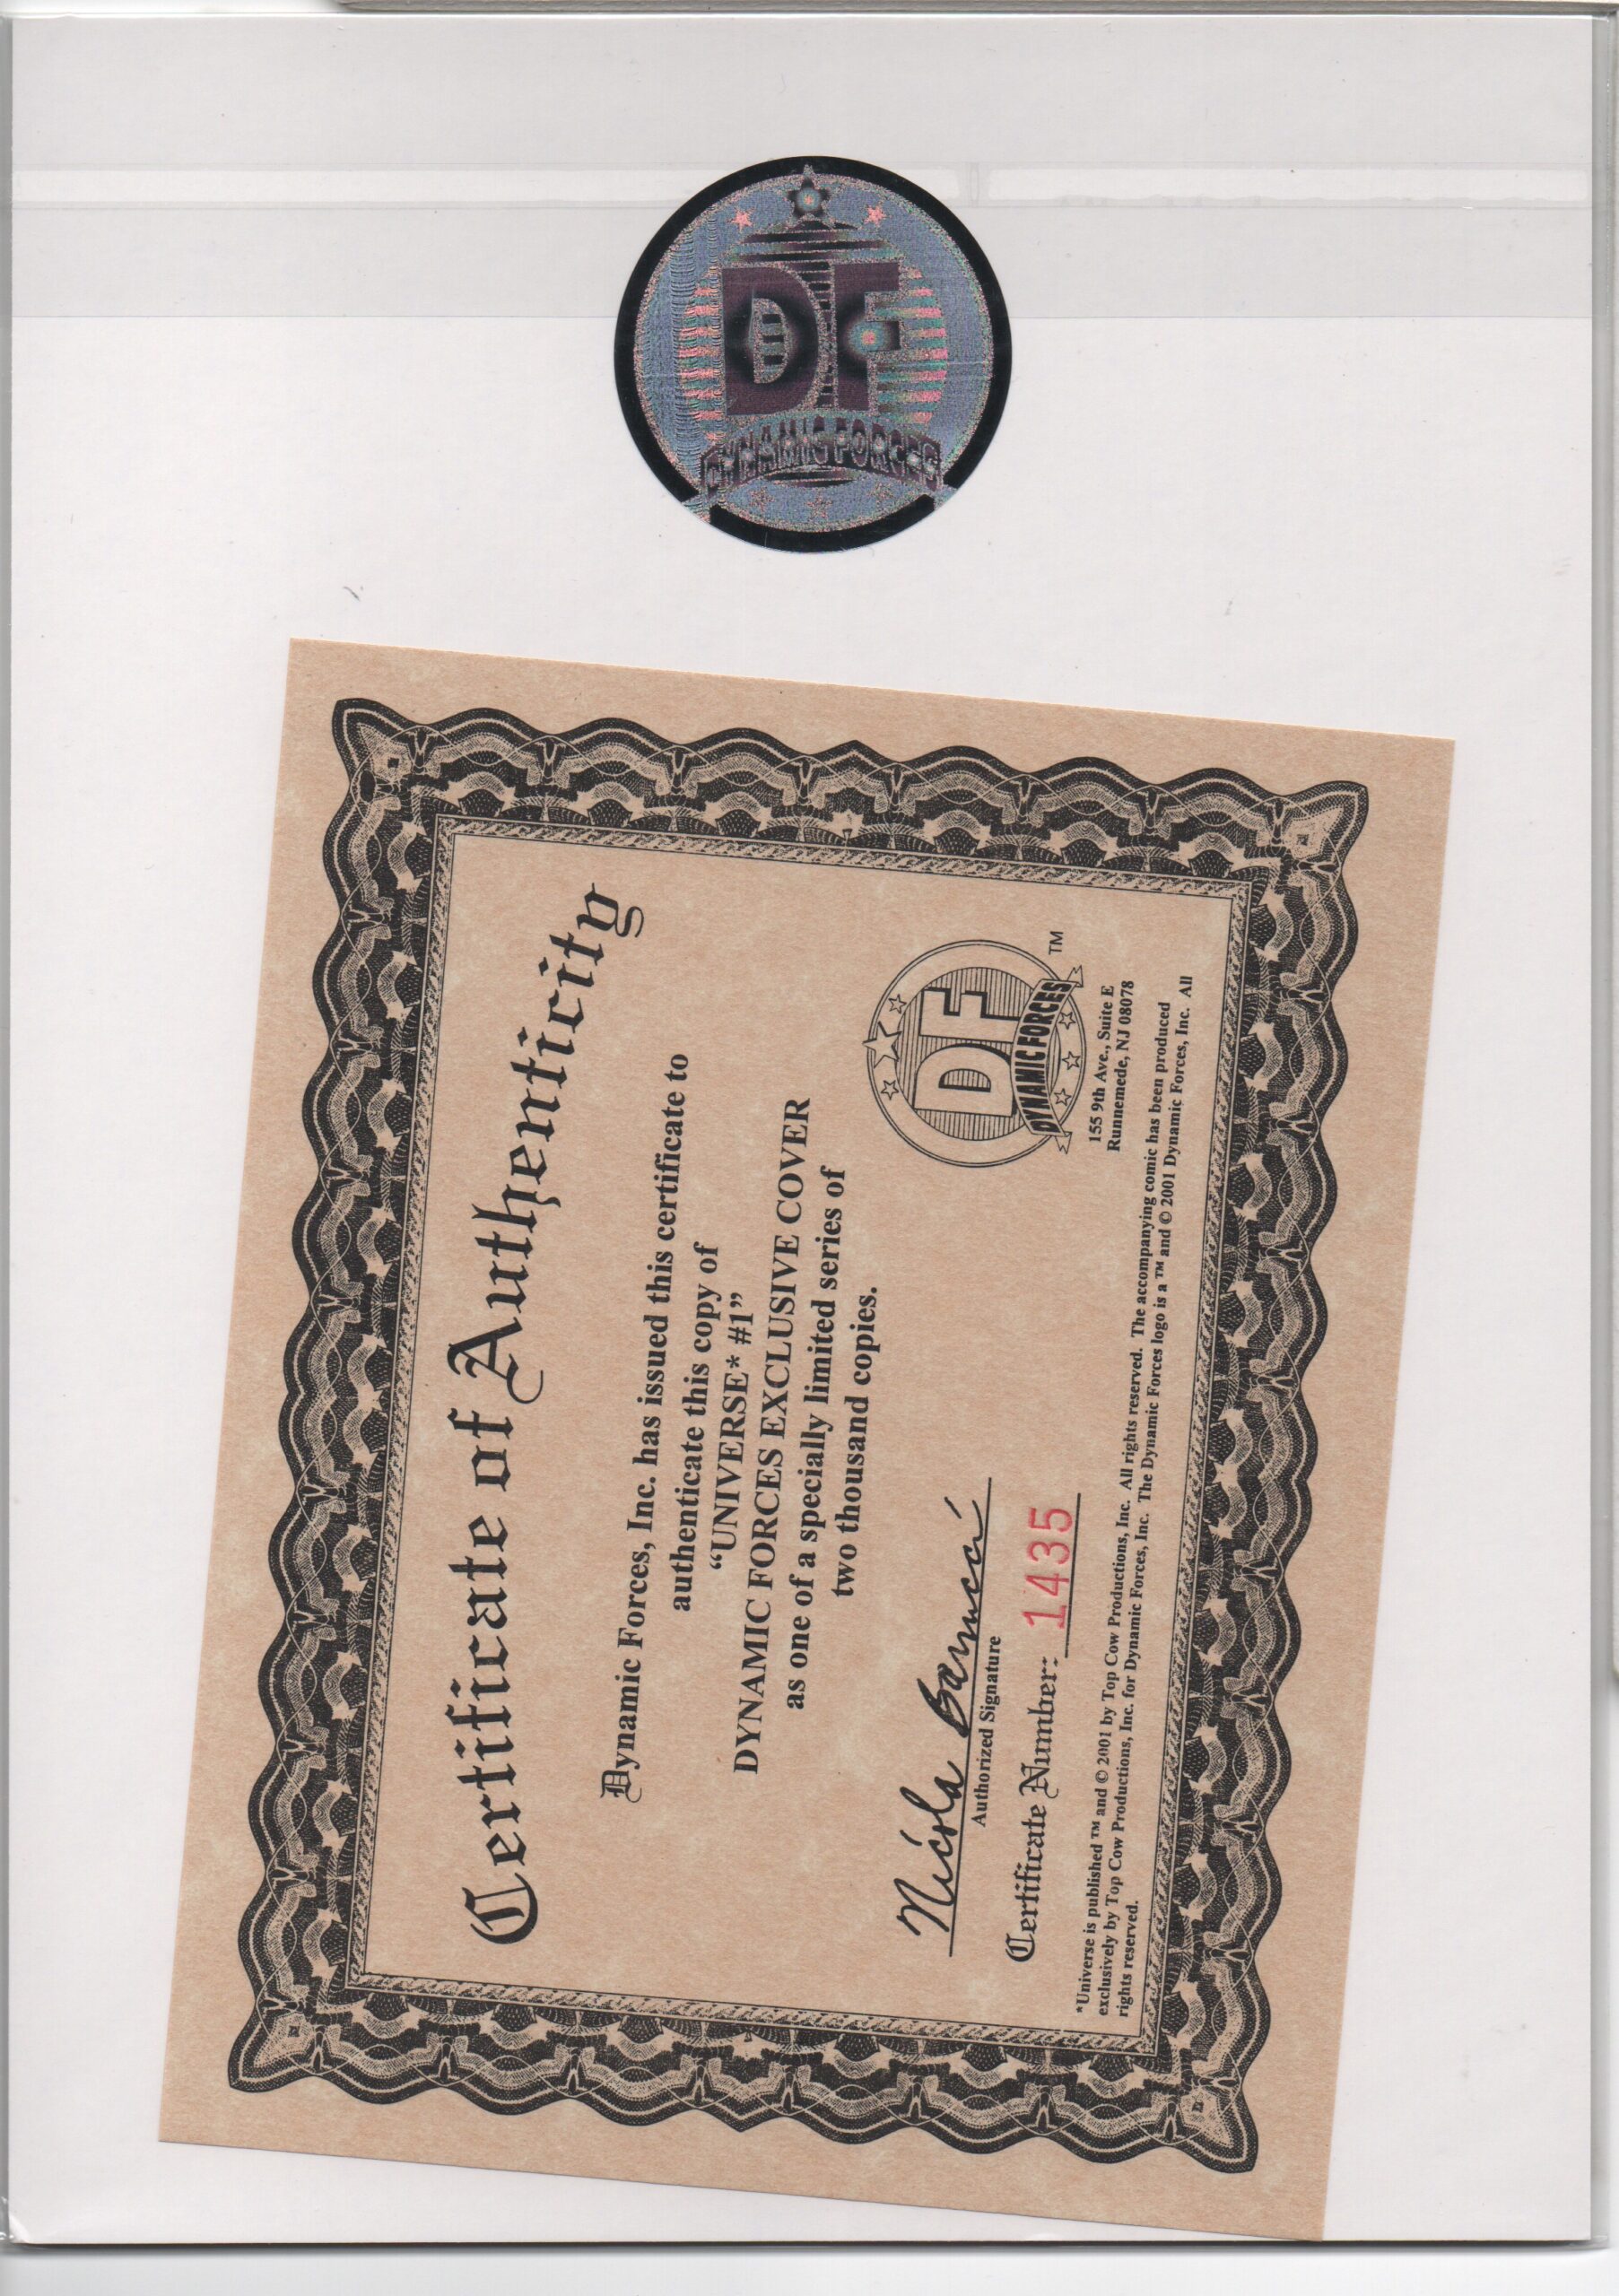 DF
DYNAMIC FORCES
Certificate of Authenticity
Dynamic Forces, Inc. has issued this certificate to
authenticate this copy of
“UNIVERSE* #1”
DYNAMIC FORCES EXCLUSIVE COVER
as one of a specially limited series of
two thousand copies.
Nicola Barrucci
Authorized Signature
Certificate Number: 1435
DF
DYNAMIC FORCES
TM
155 9th Ave., Suite E
Runnemede, NJ 08078
*Universe is published ™ and © 2001 by Top Cow Productions, Inc. All rights reserved. The accompanying comic has been produced
exclusively by Top Cow Productions, Inc. for Dynamic Forces, Inc. The Dynamic Forces logo is a ™ and © 2001 Dynamic Forces, Inc. All
rights reserved.